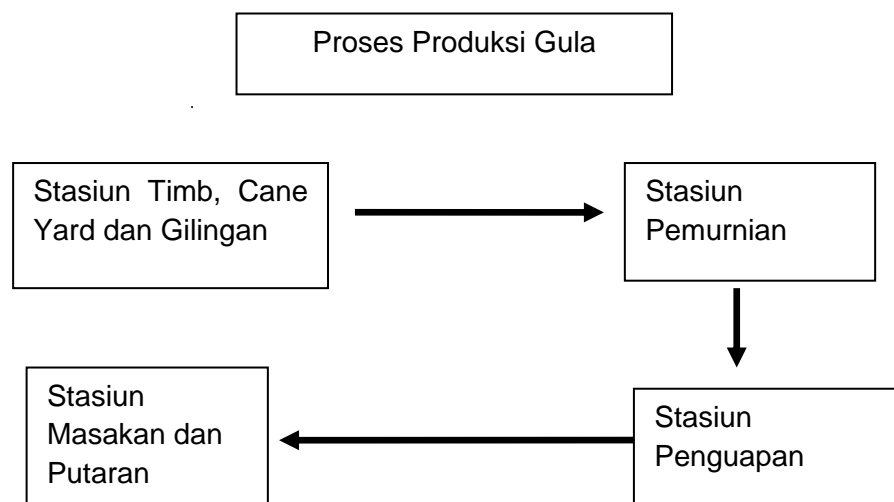 Proses Produksi Gula
Stasiun Timb, Cane
Yard dan Gilingan
Stasiun
Pemurnian
Stasiun
Penguapan
Stasiun
Masakan dan
Putaran